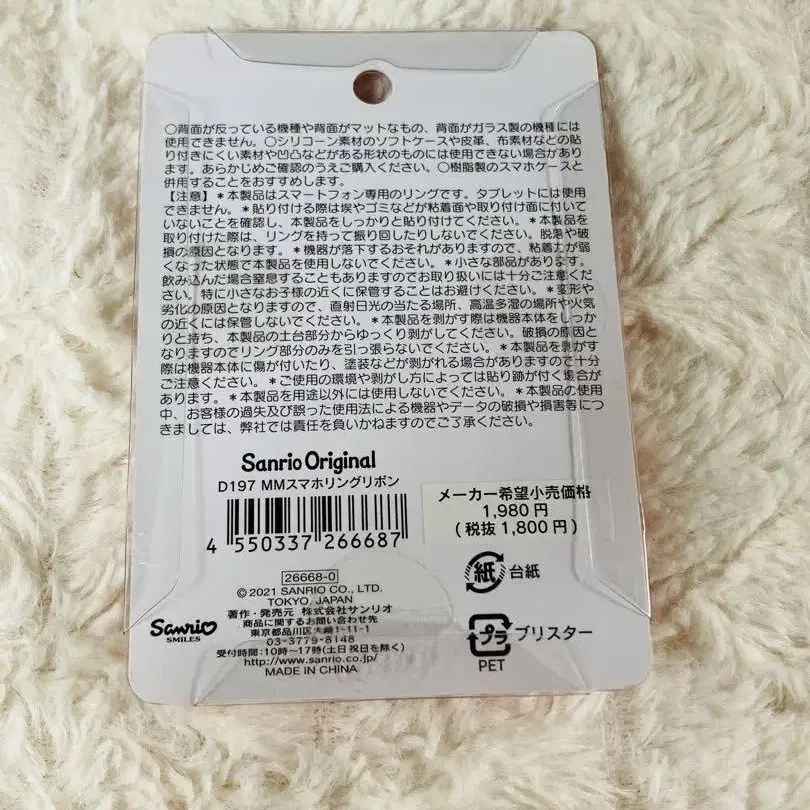 ○背面が反っている機種や背面がマットなもの、背面がガラス製の機種には
使用できません。○シリコーン素材のソフトケースや皮革、布素材などの貼
り付きにくい素材や凹凸などがある形状のものには使用できない場合があり
ます。あらかじめご確認のうえご購入ください。○樹脂製のスマホケースと
併用することをおすすめします。
【注意】＊本製品はスマートフォン専用のリングです。タブレットには使用
できません。＊貼り付ける際は埃やゴミなどが粘着面や取り付け面に付いて
いないことを確認し、本製品をしっかりと貼り付けてください。＊本製品を
取り付けた際は、リングを持って振り回したりしないでください。脱落や破
損の原因となります。＊機器が落下するおそれがありますので、粘着力が弱
くなった状態で本製品を使用しないでください。＊小さな部品があります。
飲み込んだ場合窒息することもありますのでお取り扱いには十分ご注意くださ
い。特に小さなお子様の近くに保管することはお避けください。＊変形や
劣化の原因となりますので、直射日光の当たる場所、高温多湿の場所や火気
の近くには保管しないでください。＊本製品を剥がす際は機器本体をしっか
りと持ち、本製品の土台部分からゆっくり剥がしてください。破損の原因と
なりますのでリング部分のみを引っ張らないでください。＊本製品を剥がす
際は機器本体に傷が付いたり、塗装などが剥がれる場合がありますので十分
ご注意ください。＊ご使用の環境や剥がし方によっては貼り跡が付く場合が
あります。＊本製品を用途以外には使用しないでください。＊本製品の使用
中、お客様の過失及び誤った使用法による機器やデータの破損や損害等につ
きましては、弊社では責任を負いかねますのでご了承ください。
Sanrio Original
D197 MMスマホリングリボン
4 550337 266687
メーカー希望小売価格
1,980円
(税抜1,800円)
紙 台紙
26668-0
© 2021 SANRIO CO., LTD.
TOKYO, JAPAN
著作・発売元 株式会社サンリオ
商品に関するお問い合わせ先
東京都品川区大崎1-11-1
03-3779-8148
受付時間：10時～17時(土日祝日を除く)
http://www.sanrio.co.jp/
MADE IN CHINA
Sanrio
SMILES
プラ ブリスター
PET